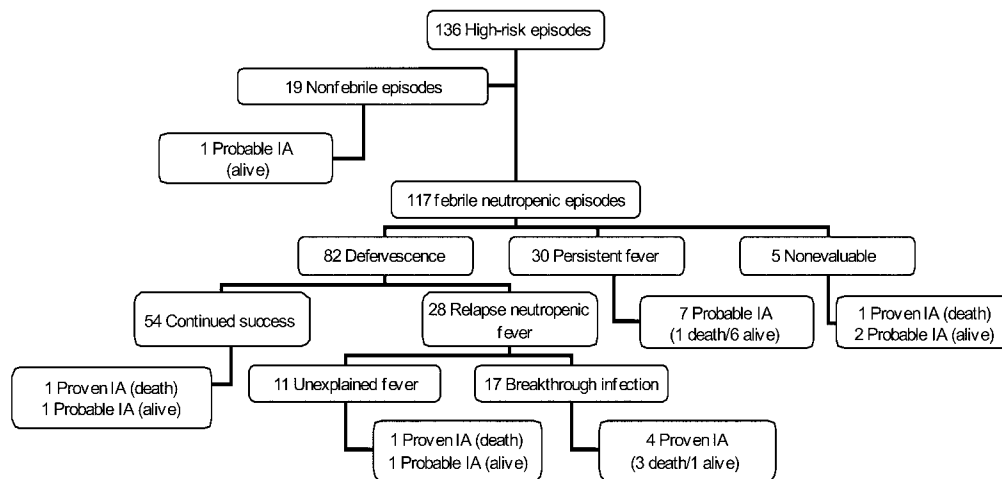 136 High-risk episodes
19 Nonfebrile episodes
1 Probable IA
(alive)
117 febrile neutropenic episodes
82 Defervescence
30 Persistent fever
5 Nonevaluable
54 Continued success
28 Relapse neutropenic
fever
7 Probable IA
(1 death/6 alive)
1 Proven IA (death)
2 Probable IA (alive)
1 Proven IA (death)
1 Probable IA (alive)
11 Unexplained fever
17 Breakthrough infection
1 Proven IA (death)
1 Probable IA (alive)
4 Proven IA
(3 death/1 alive)